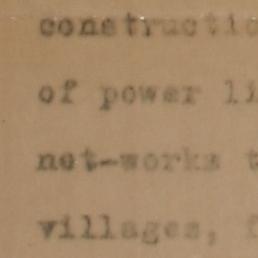 constructio
of power li
net-works t
villages, f